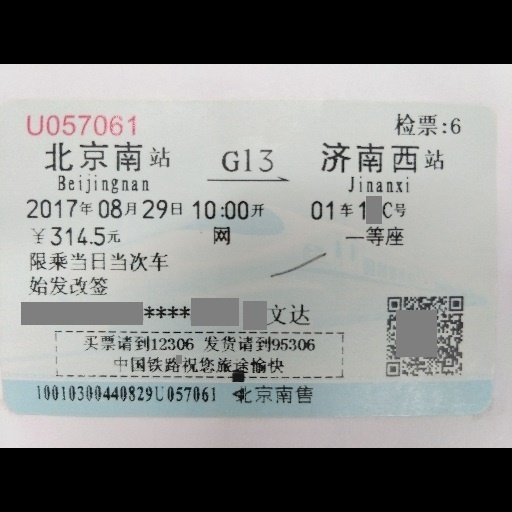 U057061 检票:6
北京南站 G13 济南西站
Beijingnan Jinanxi
2017年08月29日 10:00开 01车1 C号
￥314.5元 网 一等座
限乘当日当次车
始发改签
**** 文达
买票请到12306 发货请到95306
中国铁路祝您旅途愉快
10010300440829U057061 北京南售